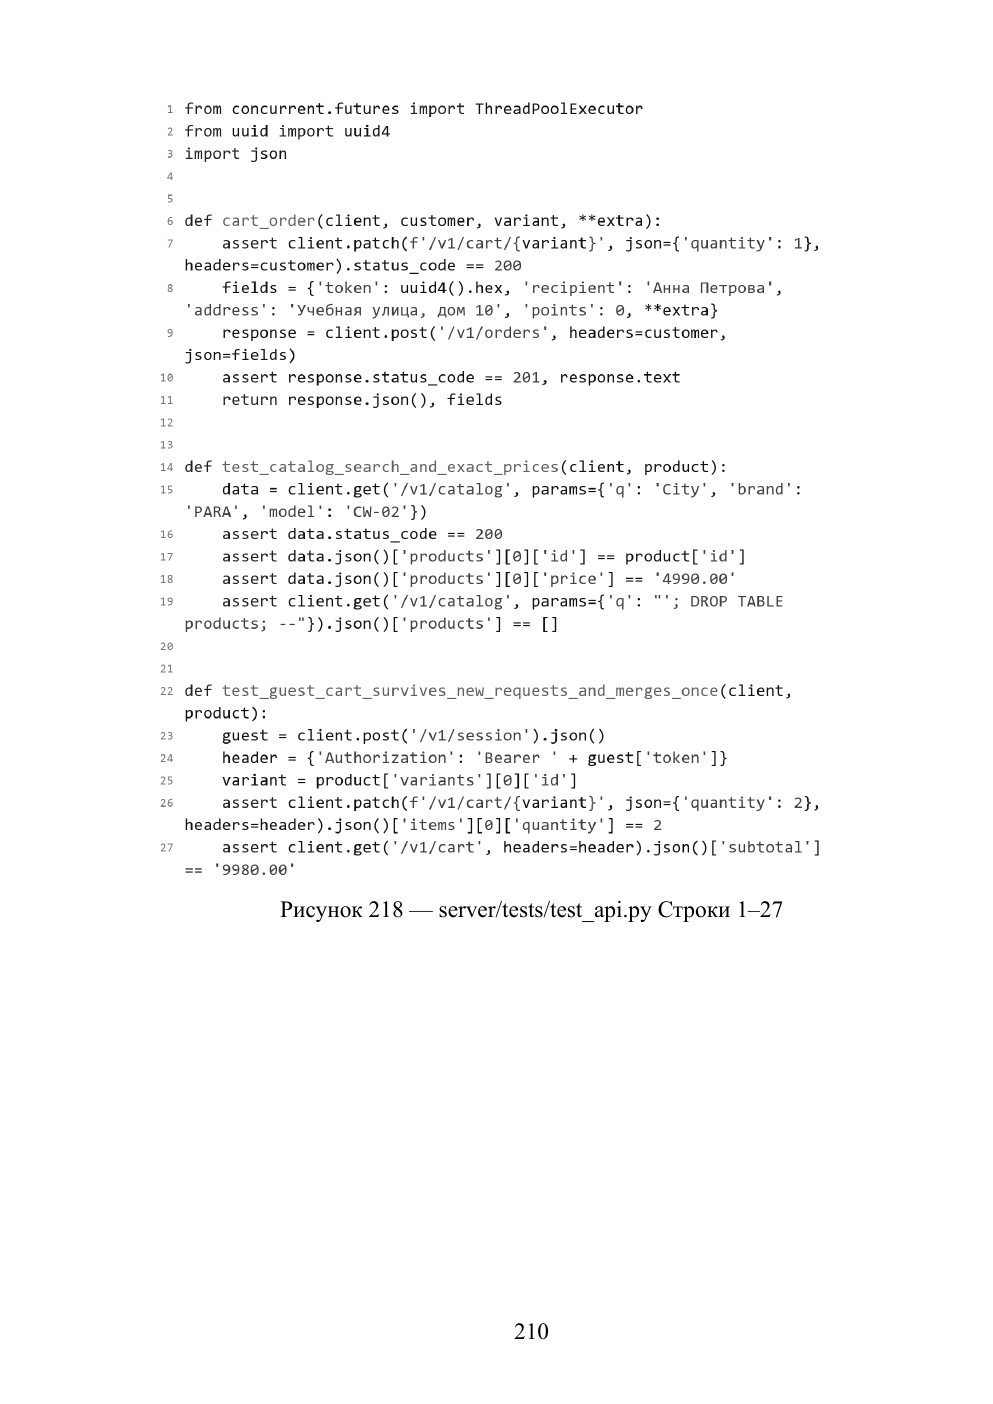 1 from concurrent.futures import ThreadPoolExecutor
2 from uuid import uuid4
3 import json
4
5
6 def cart_order(client, customer, variant, **extra):
7     assert client.patch(f'/v1/cart/{variant}', json={'quantity': 1},
headers=customer).status_code == 200
8     fields = {'token': uuid4().hex, 'recipient': 'Анна Петрова',
'address': 'Учебная улица, дом 10', 'points': 0, **extra}
9     response = client.post('/v1/orders', headers=customer,
json=fields)
10     assert response.status_code == 201, response.text
11     return response.json(), fields
12
13
14 def test_catalog_search_and_exact_prices(client, product):
15     data = client.get('/v1/catalog', params={'q': 'City', 'brand':
'PARA', 'model': 'CW-02'})
16     assert data.status_code == 200
17     assert data.json()['products'][0]['id'] == product['id']
18     assert data.json()['products'][0]['price'] == '4990.00'
19     assert client.get('/v1/catalog', params={'q': "'; DROP TABLE
products; --"}).json()['products'] == []
20
21
22 def test_guest_cart_survives_new_requests_and_merges_once(client,
product):
23     guest = client.post('/v1/session').json()
24     header = {'Authorization': 'Bearer ' + guest['token']}
25     variant = product['variants'][0]['id']
26     assert client.patch(f'/v1/cart/{variant}', json={'quantity': 2},
headers=header).json()['items'][0]['quantity'] == 2
27     assert client.get('/v1/cart', headers=header).json()['subtotal']
== '9980.00'
Рисунок 218 — server/tests/test_api.py Строки 1–27
210